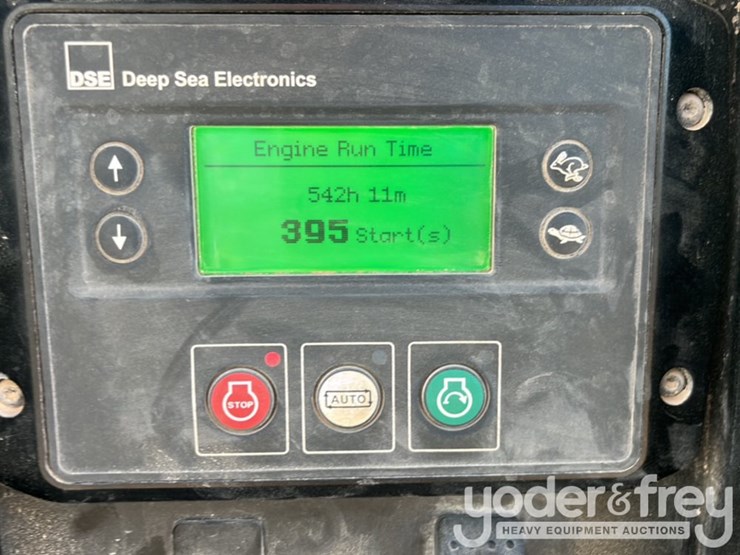 DSE Deep Sea Electronics
Engine Run Time
542h 11m
395 Start(s)
STOP
AUTO
yoder&frey
HEAVY EQUIPMENT AUCTIONS